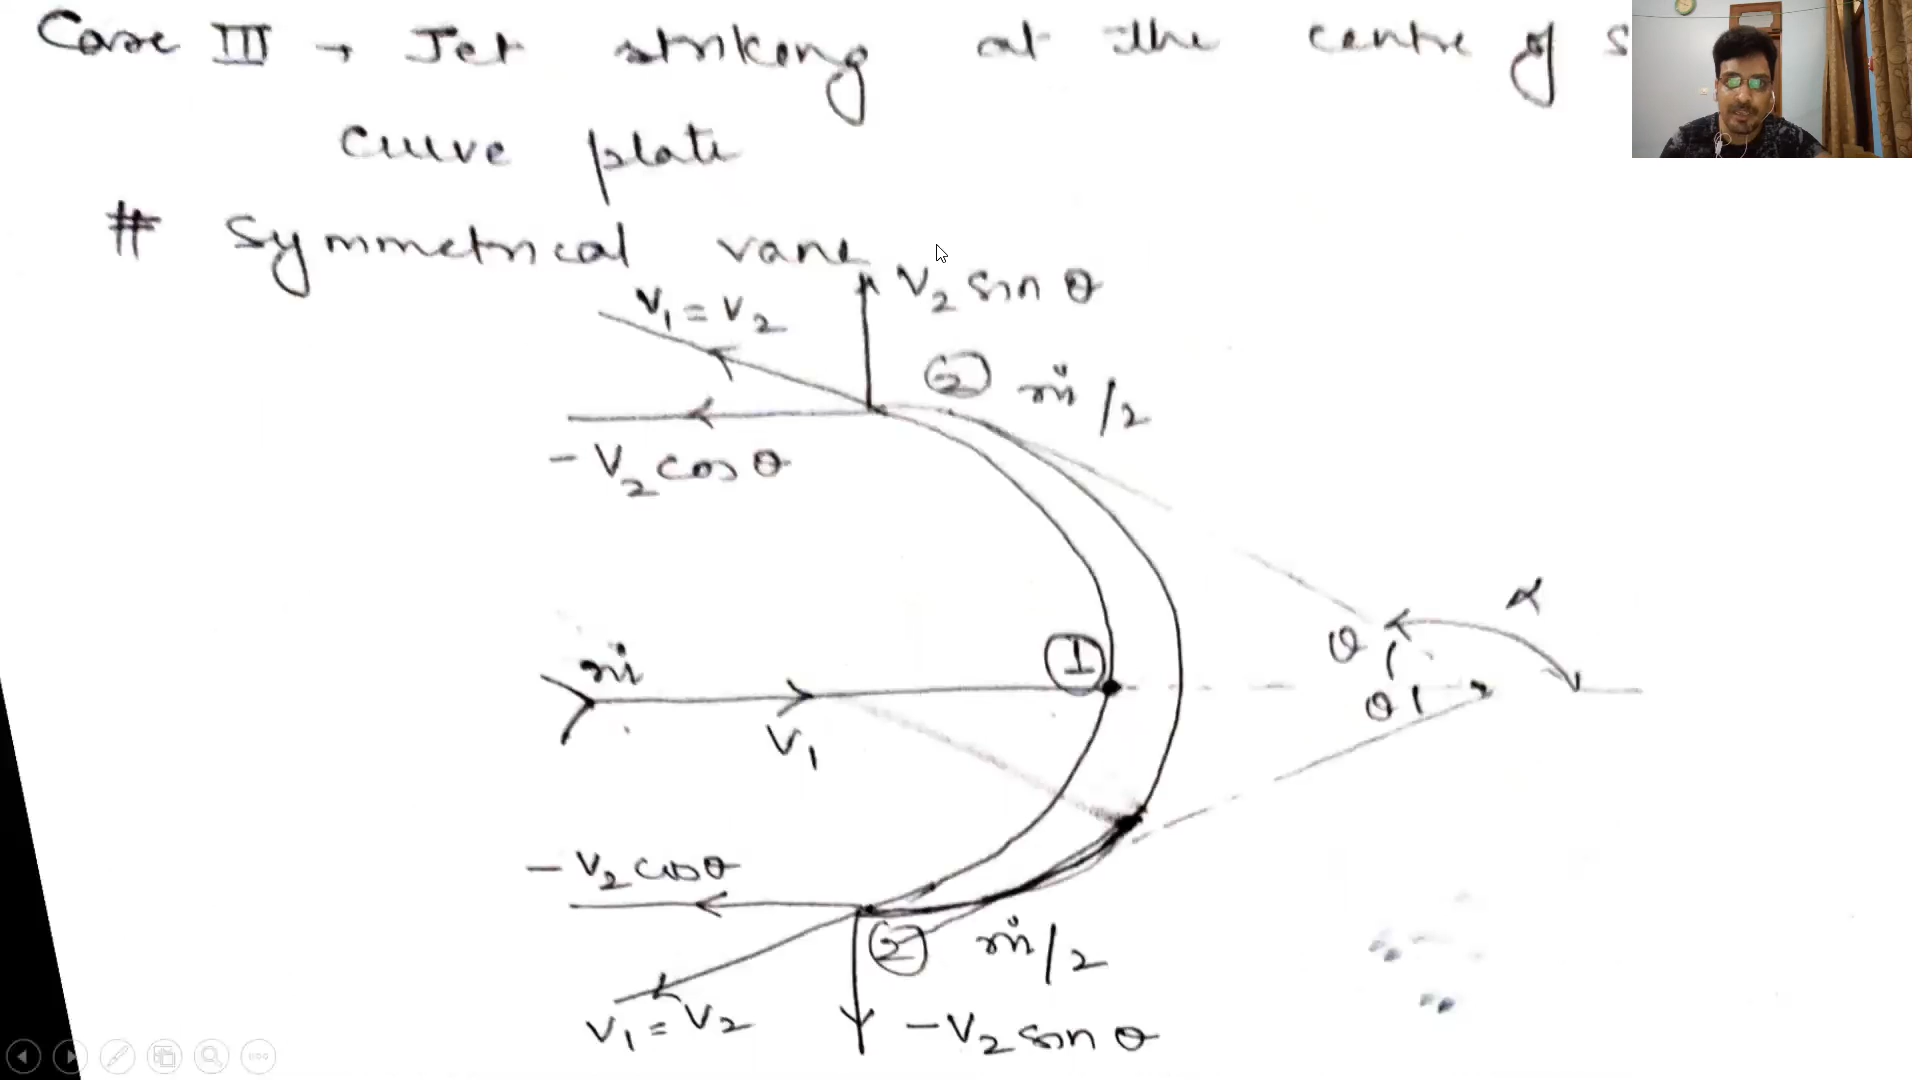 Case III → Jet striking at the centre of s
curve plate
# Symmetrical vane
V₂ sin θ
V₁ = V₂
② ṁ/2
- V₂ cos θ
α
θ
ṁ
①
θ
V₁
- V₂ cos θ
② ṁ/2
V₁ = V₂
- V₂ sin θ